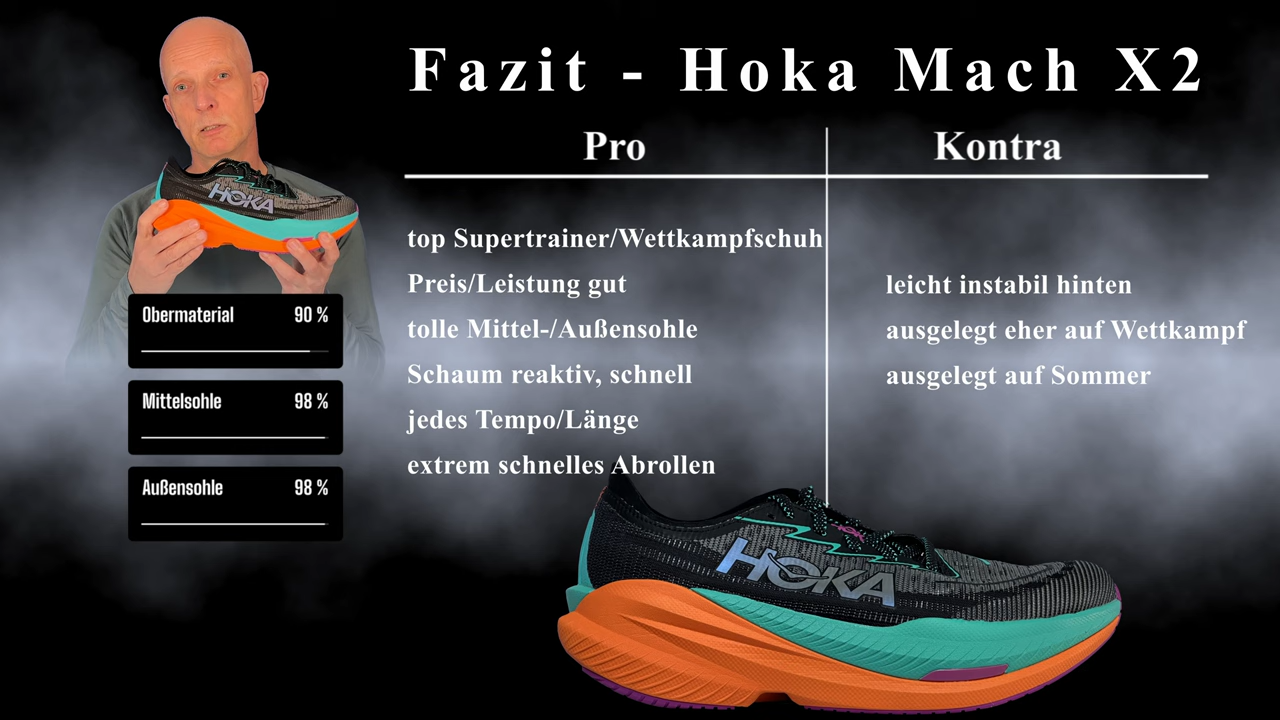 Fazit - Hoka Mach X2
Pro
Kontra
top Supertrainer/Wettkampfschuh
Preis/Leistung gut
tolle Mittel-/Außensohle
Schaum reaktiv, schnell
jedes Tempo/Länge
extrem schnelles Abrollen
leicht instabil hinten
ausgelegt eher auf Wettkampf
ausgelegt auf Sommer
HOKA
Obermaterial 90 %
Mittelsohle 98 %
Außensohle 98 %
HOKA